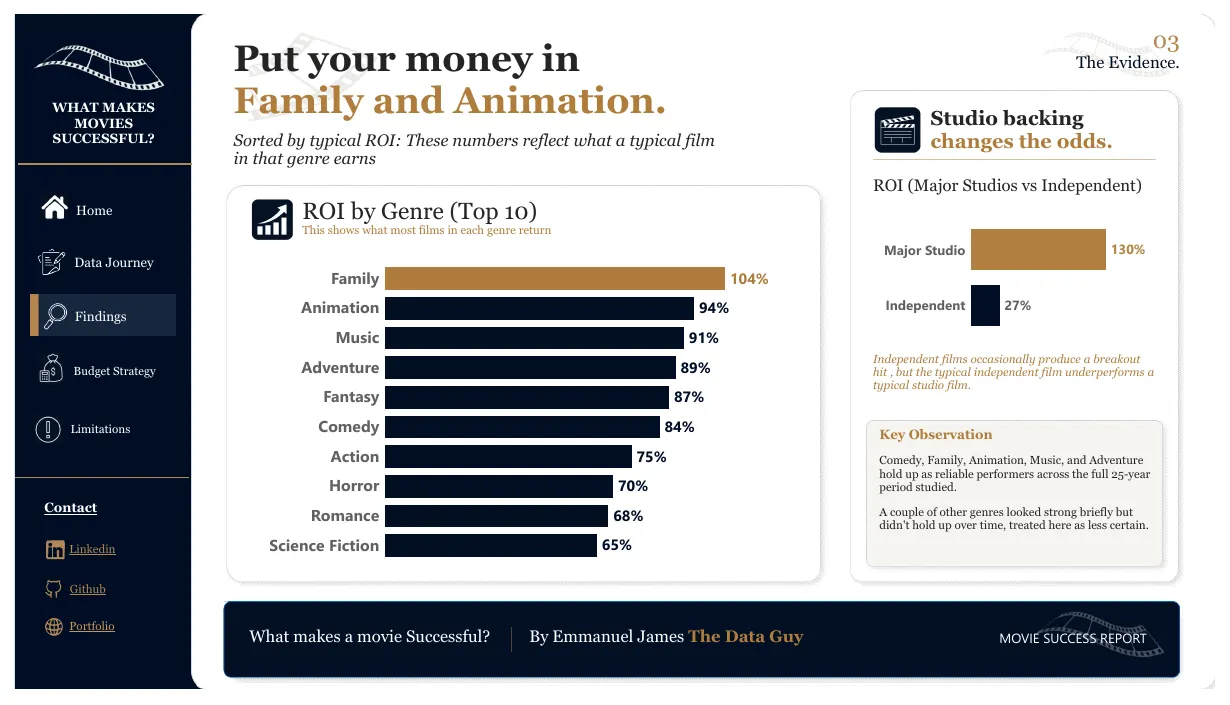 WHAT MAKES
MOVIES
SUCCESSFUL?
Home
Data Journey
Findings
Budget Strategy
Limitations
Contact
Linkedin
Github
Portfolio
Put your money in
Family and Animation.
Sorted by typical ROI: These numbers reflect what a typical film
in that genre earns
03
The Evidence.
ROI by Genre (Top 10)
This shows what most films in each genre return
Family 104%
Animation 94%
Music 91%
Adventure 89%
Fantasy 87%
Comedy 84%
Action 75%
Horror 70%
Romance 68%
Science Fiction 65%
Studio backing
changes the odds.
ROI (Major Studios vs Independent)
Major Studio 130%
Independent 27%
Independent films occasionally produce a breakout
hit , but the typical independent film underperforms a
typical studio film.
Key Observation
Comedy, Family, Animation, Music, and Adventure
hold up as reliable performers across the full 25-year
period studied.
A couple of other genres looked strong briefly but
didn't hold up over time, treated here as less certain.
What makes a movie Successful?
By Emmanuel James The Data Guy
MOVIE SUCCESS REPORT